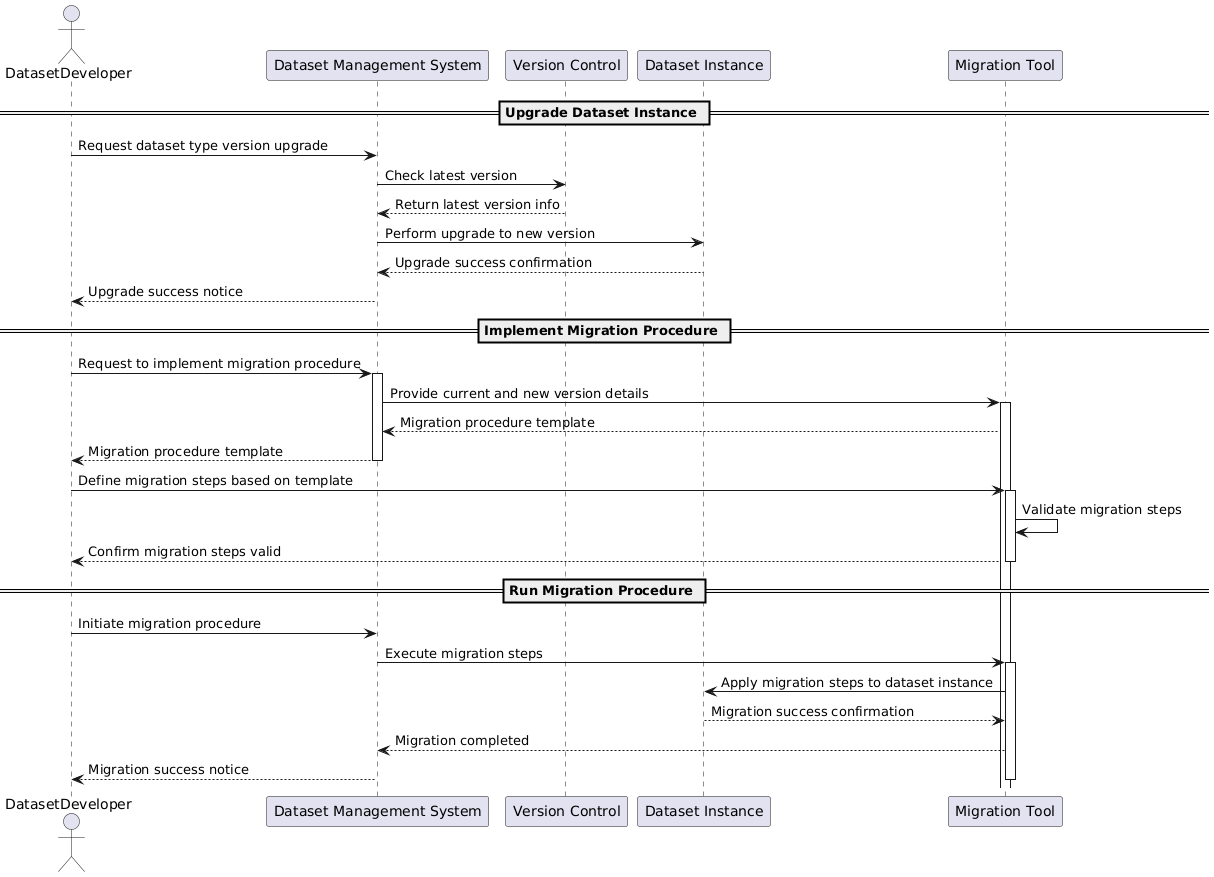 DatasetDeveloper
Dataset Management System
Version Control
Dataset Instance
Migration Tool
Upgrade Dataset Instance
Request dataset type version upgrade
Check latest version
Return latest version info
Perform upgrade to new version
Upgrade success confirmation
Upgrade success notice
Implement Migration Procedure
Request to implement migration procedure
Provide current and new version details
Migration procedure template
Migration procedure template
Define migration steps based on template
Validate migration steps
Confirm migration steps valid
Run Migration Procedure
Initiate migration procedure
Execute migration steps
Apply migration steps to dataset instance
Migration success confirmation
Migration completed
Migration success notice
DatasetDeveloper
Dataset Management System
Version Control
Dataset Instance
Migration Tool